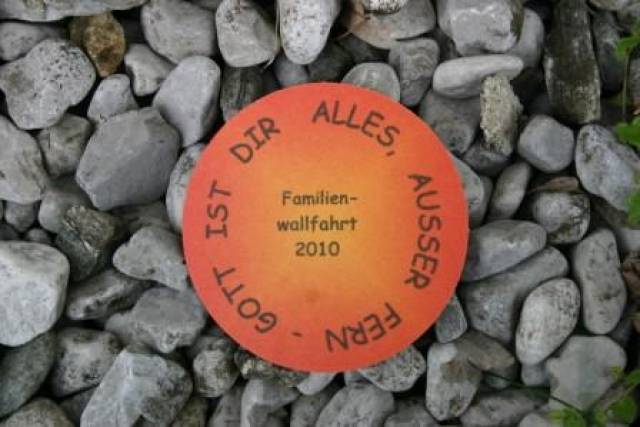 GOTT IST DIR ALLES, AUSSER FERN -
Familien-
wallfahrt
2010